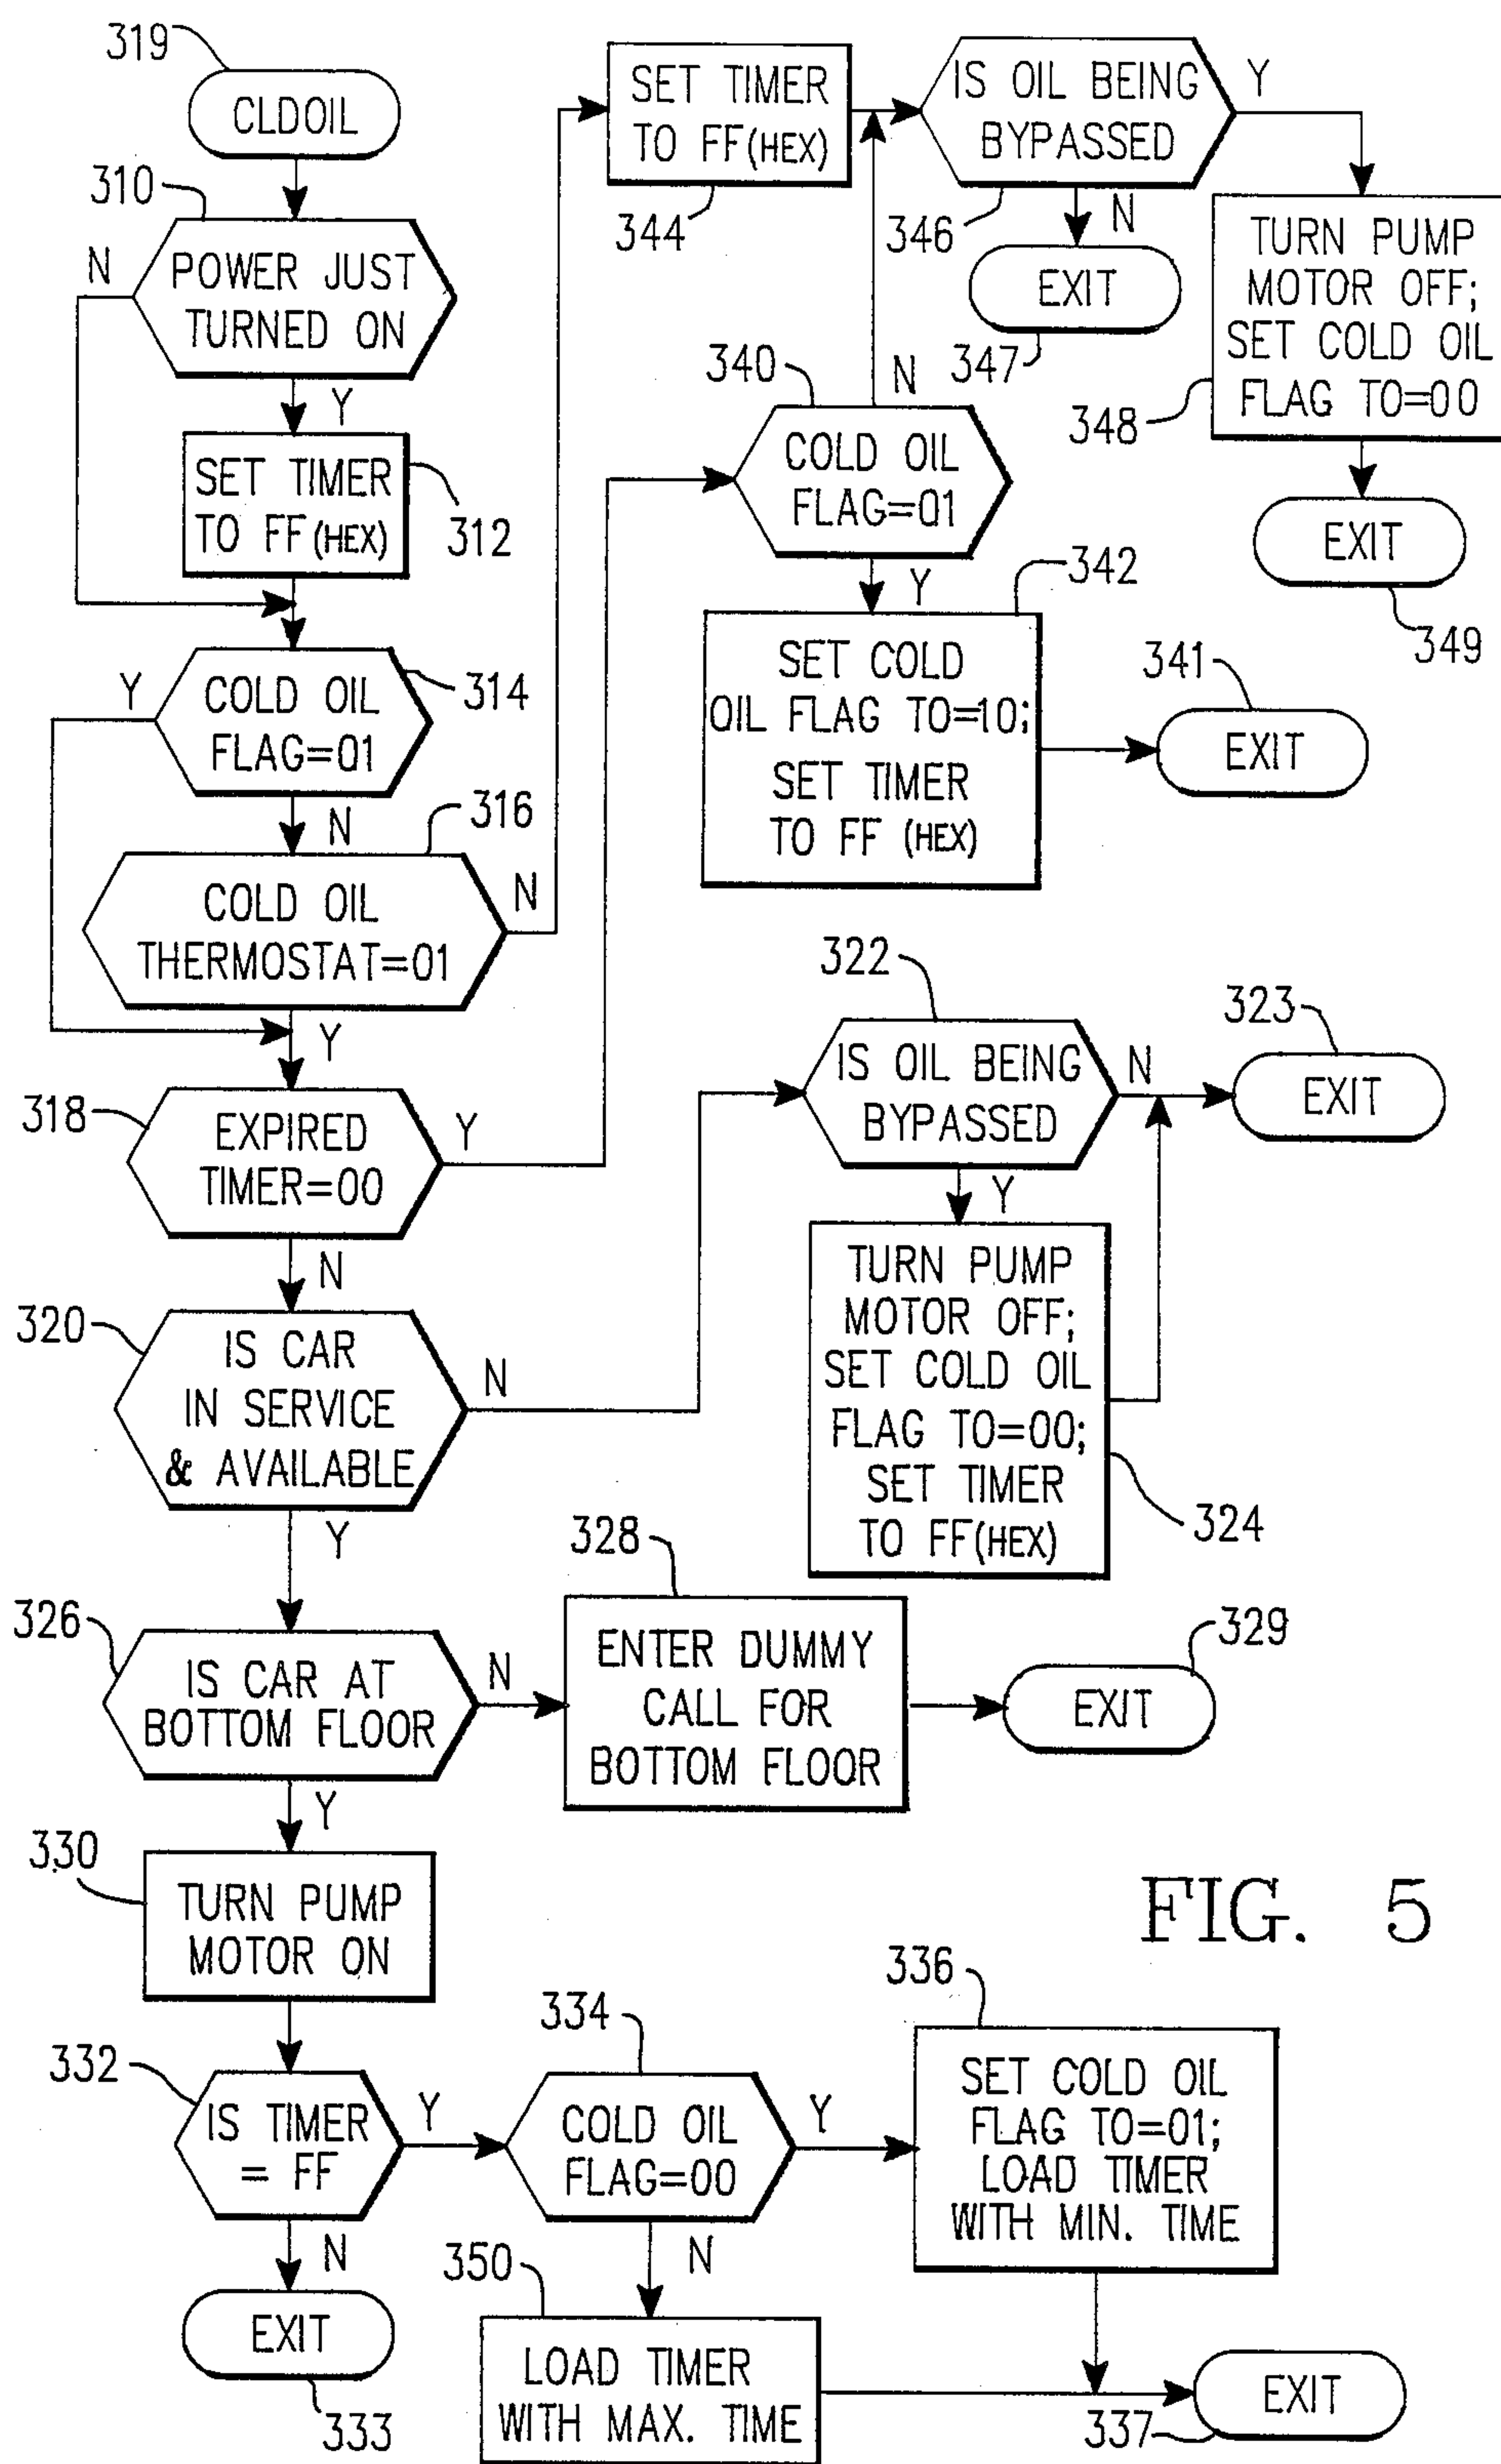 319
CLDOIL
310
N
POWER JUST
TURNED ON
Y
SET TIMER
TO FF(HEX)
312
Y
COLD OIL
FLAG=01
314
N
316
COLD OIL
THERMOSTAT=01
N
Y
318
EXPIRED
TIMER=00
Y
N
320
IS CAR
IN SERVICE
& AVAILABLE
N
Y
326
IS CAR AT
BOTTOM FLOOR
N
Y
328
ENTER DUMMY
CALL FOR
BOTTOM FLOOR
329
EXIT
330
TURN PUMP
MOTOR ON
332
IS TIMER
= FF
Y
N
EXIT
333
334
COLD OIL
FLAG=00
Y
N
336
SET COLD OIL
FLAG TO=01;
LOAD TIMER
WITH MIN. TIME
350
LOAD TIMER
WITH MAX. TIME
EXIT
337
SET TIMER
TO FF(HEX)
344
IS OIL BEING
BYPASSED
Y
346
N
EXIT
347
TURN PUMP
MOTOR OFF;
SET COLD OIL
FLAG TO=00
348
EXIT
349
340
N
COLD OIL
FLAG=01
Y
342
SET COLD
OIL FLAG TO=10;
SET TIMER
TO FF (HEX)
341
EXIT
322
IS OIL BEING
BYPASSED
N
323
EXIT
Y
TURN PUMP
MOTOR OFF;
SET COLD OIL
FLAG TO=00;
SET TIMER
TO FF(HEX)
324
FIG. 5